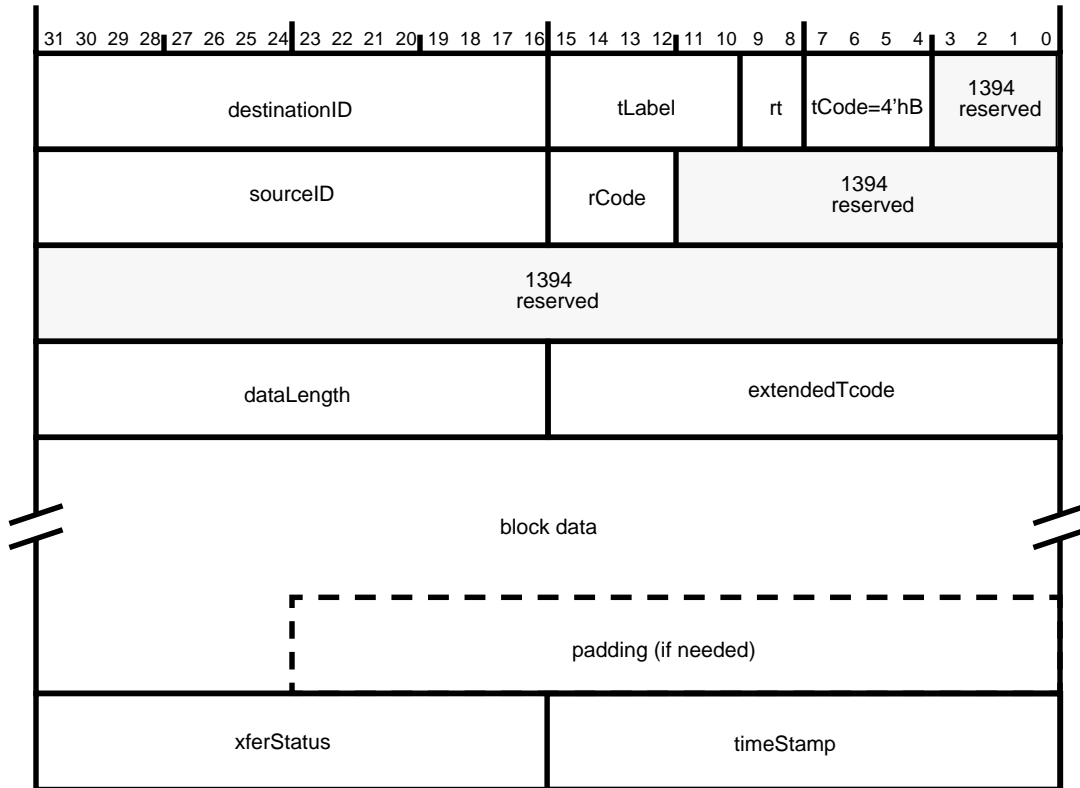 31 30 29 28 27 26 25 24 23 22 21 20 19 18 17 16 15 14 13 12 11 10 9 8 7 6 5 4 3 2 1 0
destinationID tLabel rt tCode=4'hB 1394
reserved
sourceID rCode 1394
reserved
1394
reserved
dataLength extendedTcode
block data
padding (if needed)
xferStatus timeStamp